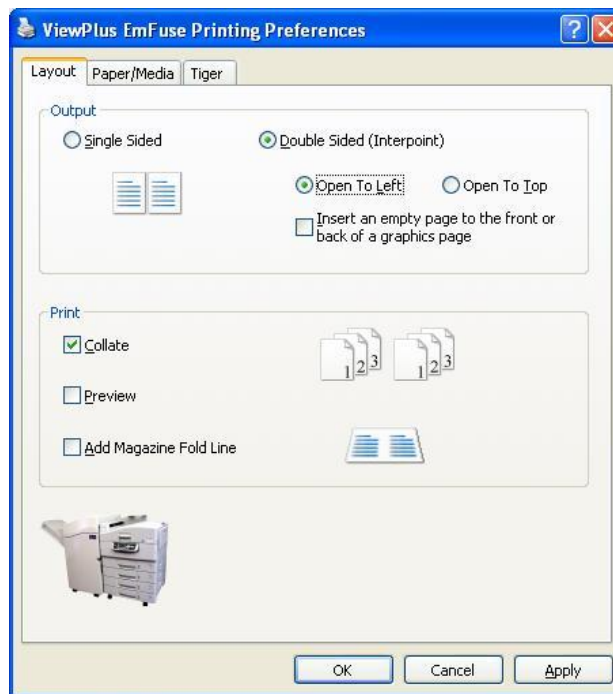 ViewPlus EmFuse Printing Preferences
Layout
Paper/Media
Tiger
Output
Single Sided
Double Sided (Interpoint)
Open To Left
Open To Top
Insert an empty page to the front or
back of a graphics page
Print
Collate
1 2 3
1 2 3
Preview
Add Magazine Fold Line
OK
Cancel
Apply